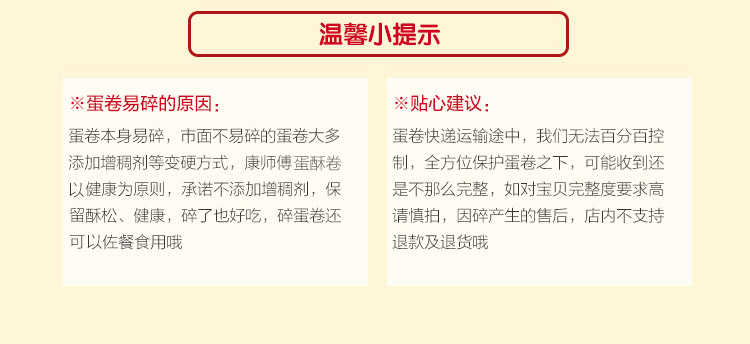 温馨小提示
※蛋卷易碎的原因：
蛋卷本身易碎，市面不易碎的蛋卷大多
添加增稠剂等变硬方式，康师傅蛋酥卷
以健康为原则，承诺不添加增稠剂，保
留酥松、健康，碎了也好吃，碎蛋卷还
可以佐餐食用哦
※贴心建议：
蛋卷快递运输途中，我们无法百分百控
制，全方位保护蛋卷之下，可能收到还
是不那么完整，如对宝贝完整度要求高
请慎拍，因碎产生的售后，店内不支持
退款及退货哦